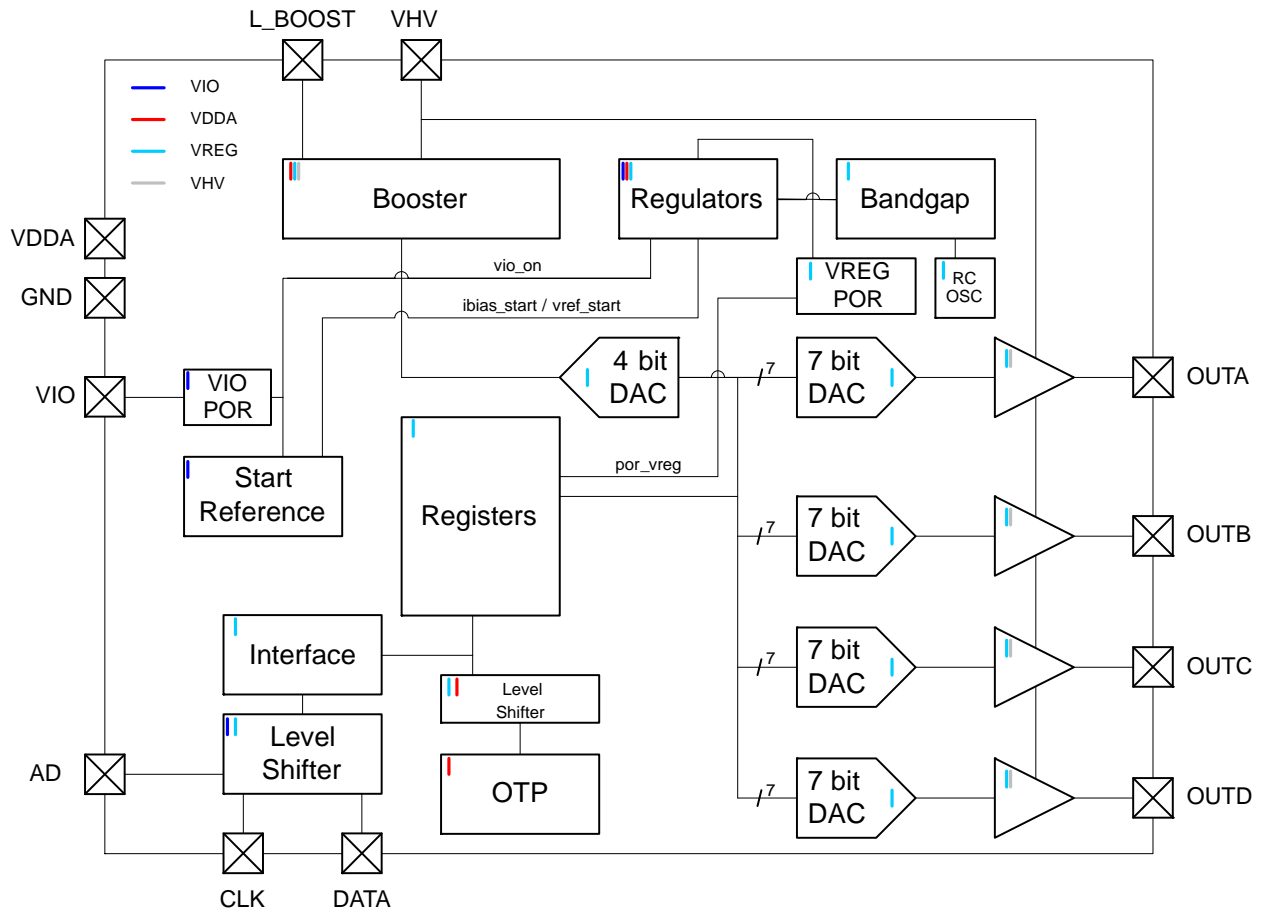 L_BOOST
VHV
VIO
VDDA
VREG
VHV
Booster
Regulators
Bandgap
VDDA
GND
vio_on
VREG
POR
RC
OSC
ibias_start / vref_start
4 bit
DAC
7
7 bit
DAC
OUTA
VIO
VIO
POR
Start
Reference
por_vreg
Registers
7
7 bit
DAC
OUTB
Interface
Level
Shifter
7
7 bit
DAC
OUTC
AD
Level
Shifter
OTP
7
7 bit
DAC
OUTD
CLK
DATA